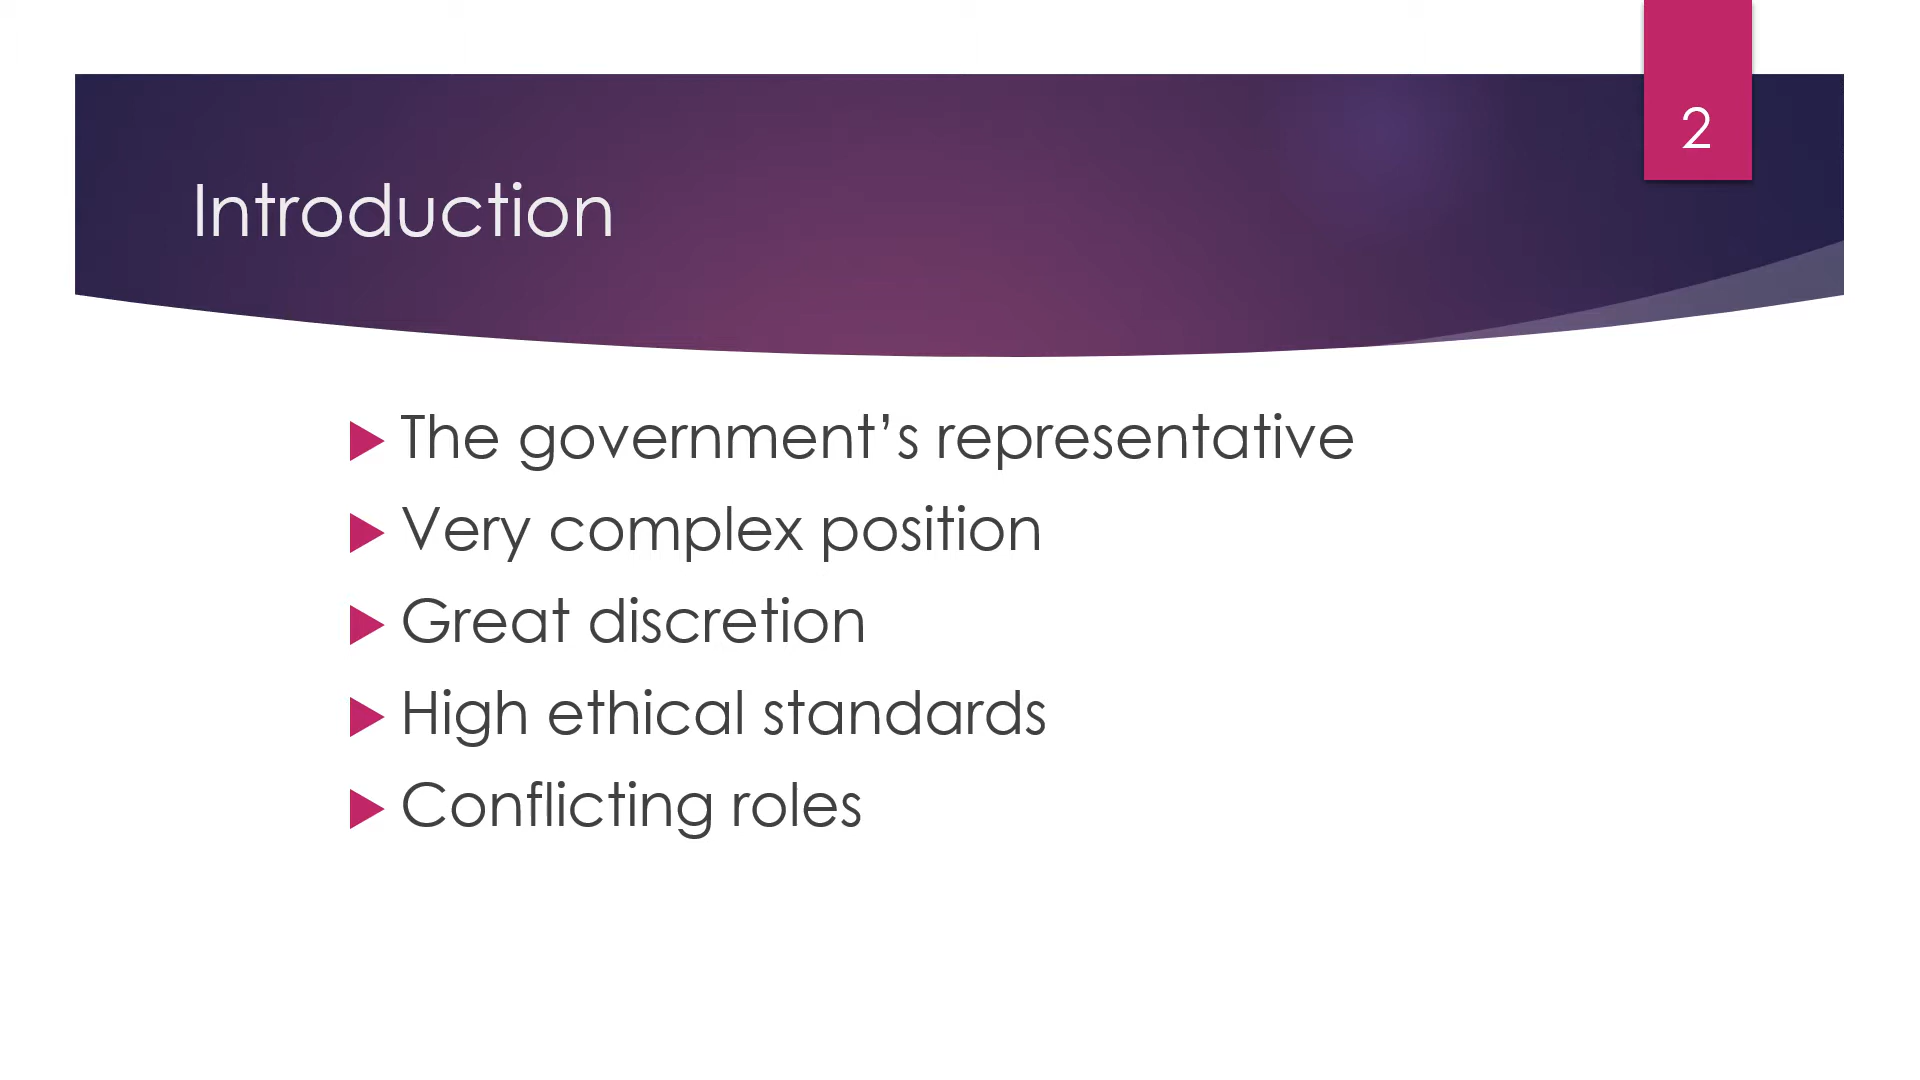 2
Introduction
The government’s representative
Very complex position
Great discretion
High ethical standards
Conflicting roles